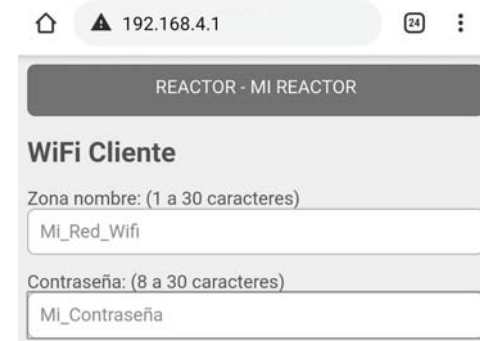 192.168.4.1 24
REACTOR - MI REACTOR
WiFi Cliente
Zona nombre: (1 a 30 caracteres)
Mi_Red_Wifi
Contraseña: (8 a 30 caracteres)
Mi_Contraseña